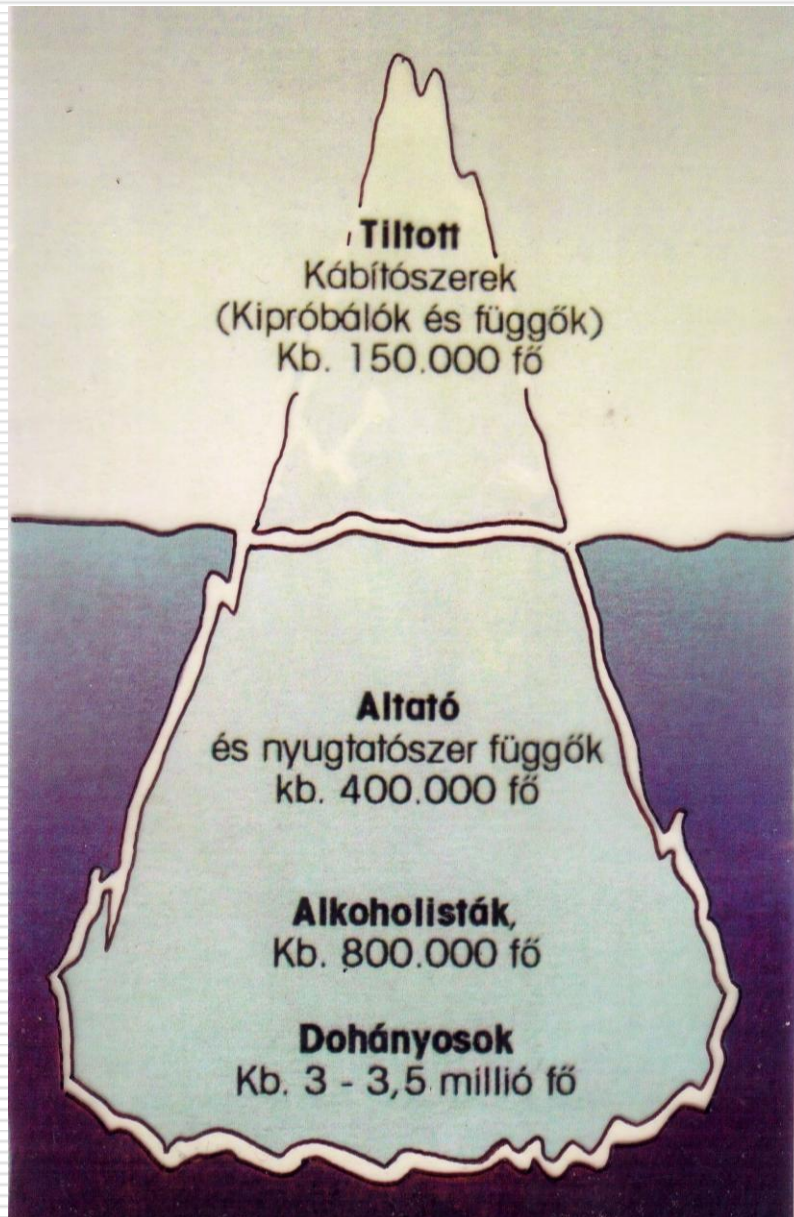 Tiltott
Kábítószerek
(Kipróbálók és függők)
Kb. 150.000 fő
Altató
és nyugtatószer függők
kb. 400.000 fő
Alkoholisták,
Kb. 800.000 fő
Dohányosok
Kb. 3 - 3,5 millió fő